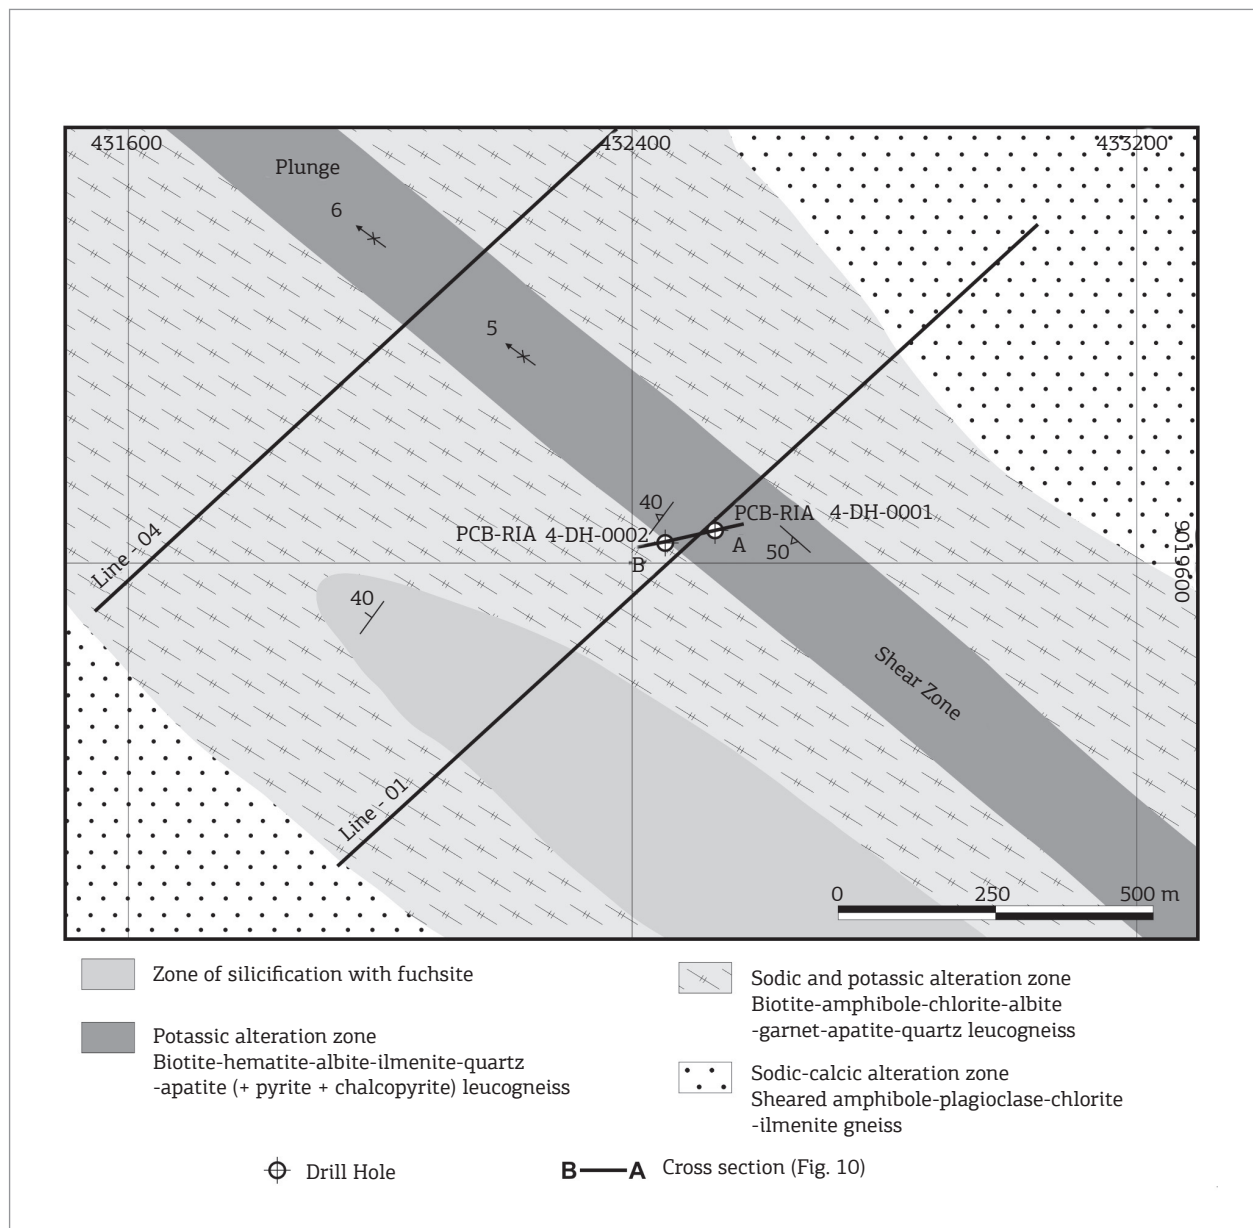 431600
432400
433200
Plunge
6
5
40
PCB-RIA 4-DH-0001
PCB-RIA 4-DH-0002
A
50
B
9019600
Line - 04
40
Shear Zone
Line - 01
0 250 500 m
Zone of silicification with fuchsite
Potassic alteration zone
Biotite-hematite-albite-ilmenite-quartz
-apatite (+ pyrite + chalcopyrite) leucogneiss
Sodic and potassic alteration zone
Biotite-amphibole-chlorite-albite
-garnet-apatite-quartz leucogneiss
Sodic-calcic alteration zone
Sheared amphibole-plagioclase-chlorite
-ilmenite gneiss
Drill Hole
B A Cross section (Fig. 10)